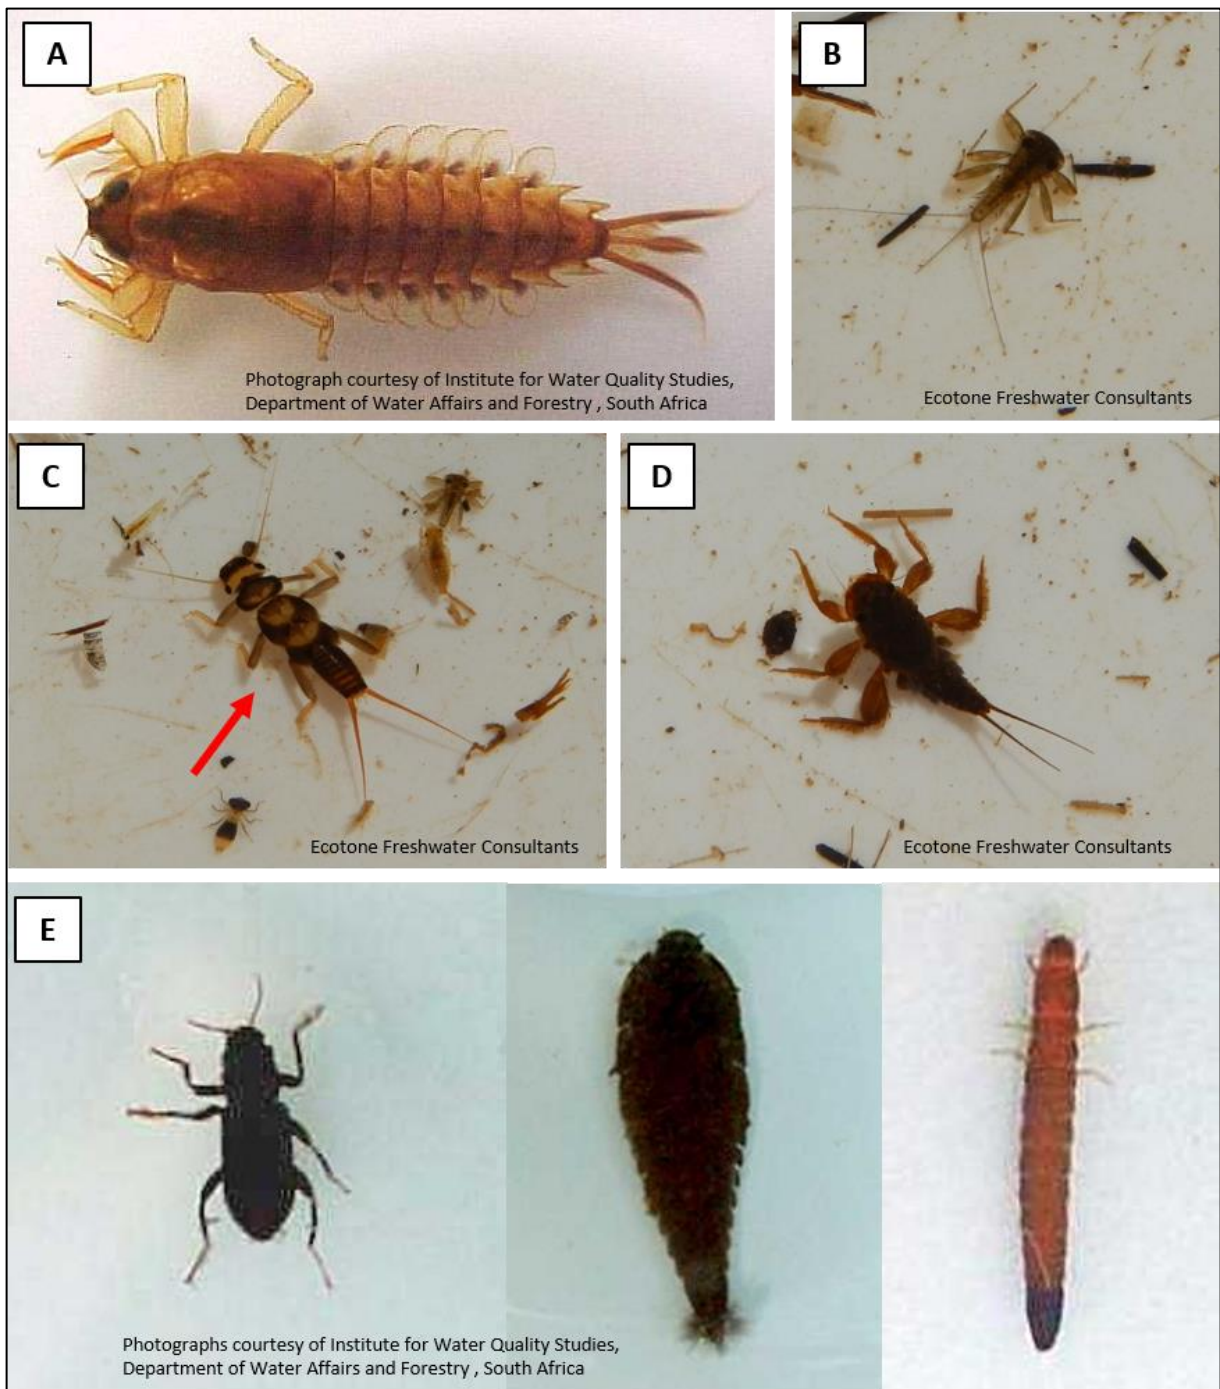 A
Photograph courtesy of Institute for Water Quality Studies,
Department of Water Affairs and Forestry , South Africa
B
Ecotone Freshwater Consultants
C
Ecotone Freshwater Consultants
D
Ecotone Freshwater Consultants
E
Photographs courtesy of Institute for Water Quality Studies,
Department of Water Affairs and Forestry , South Africa